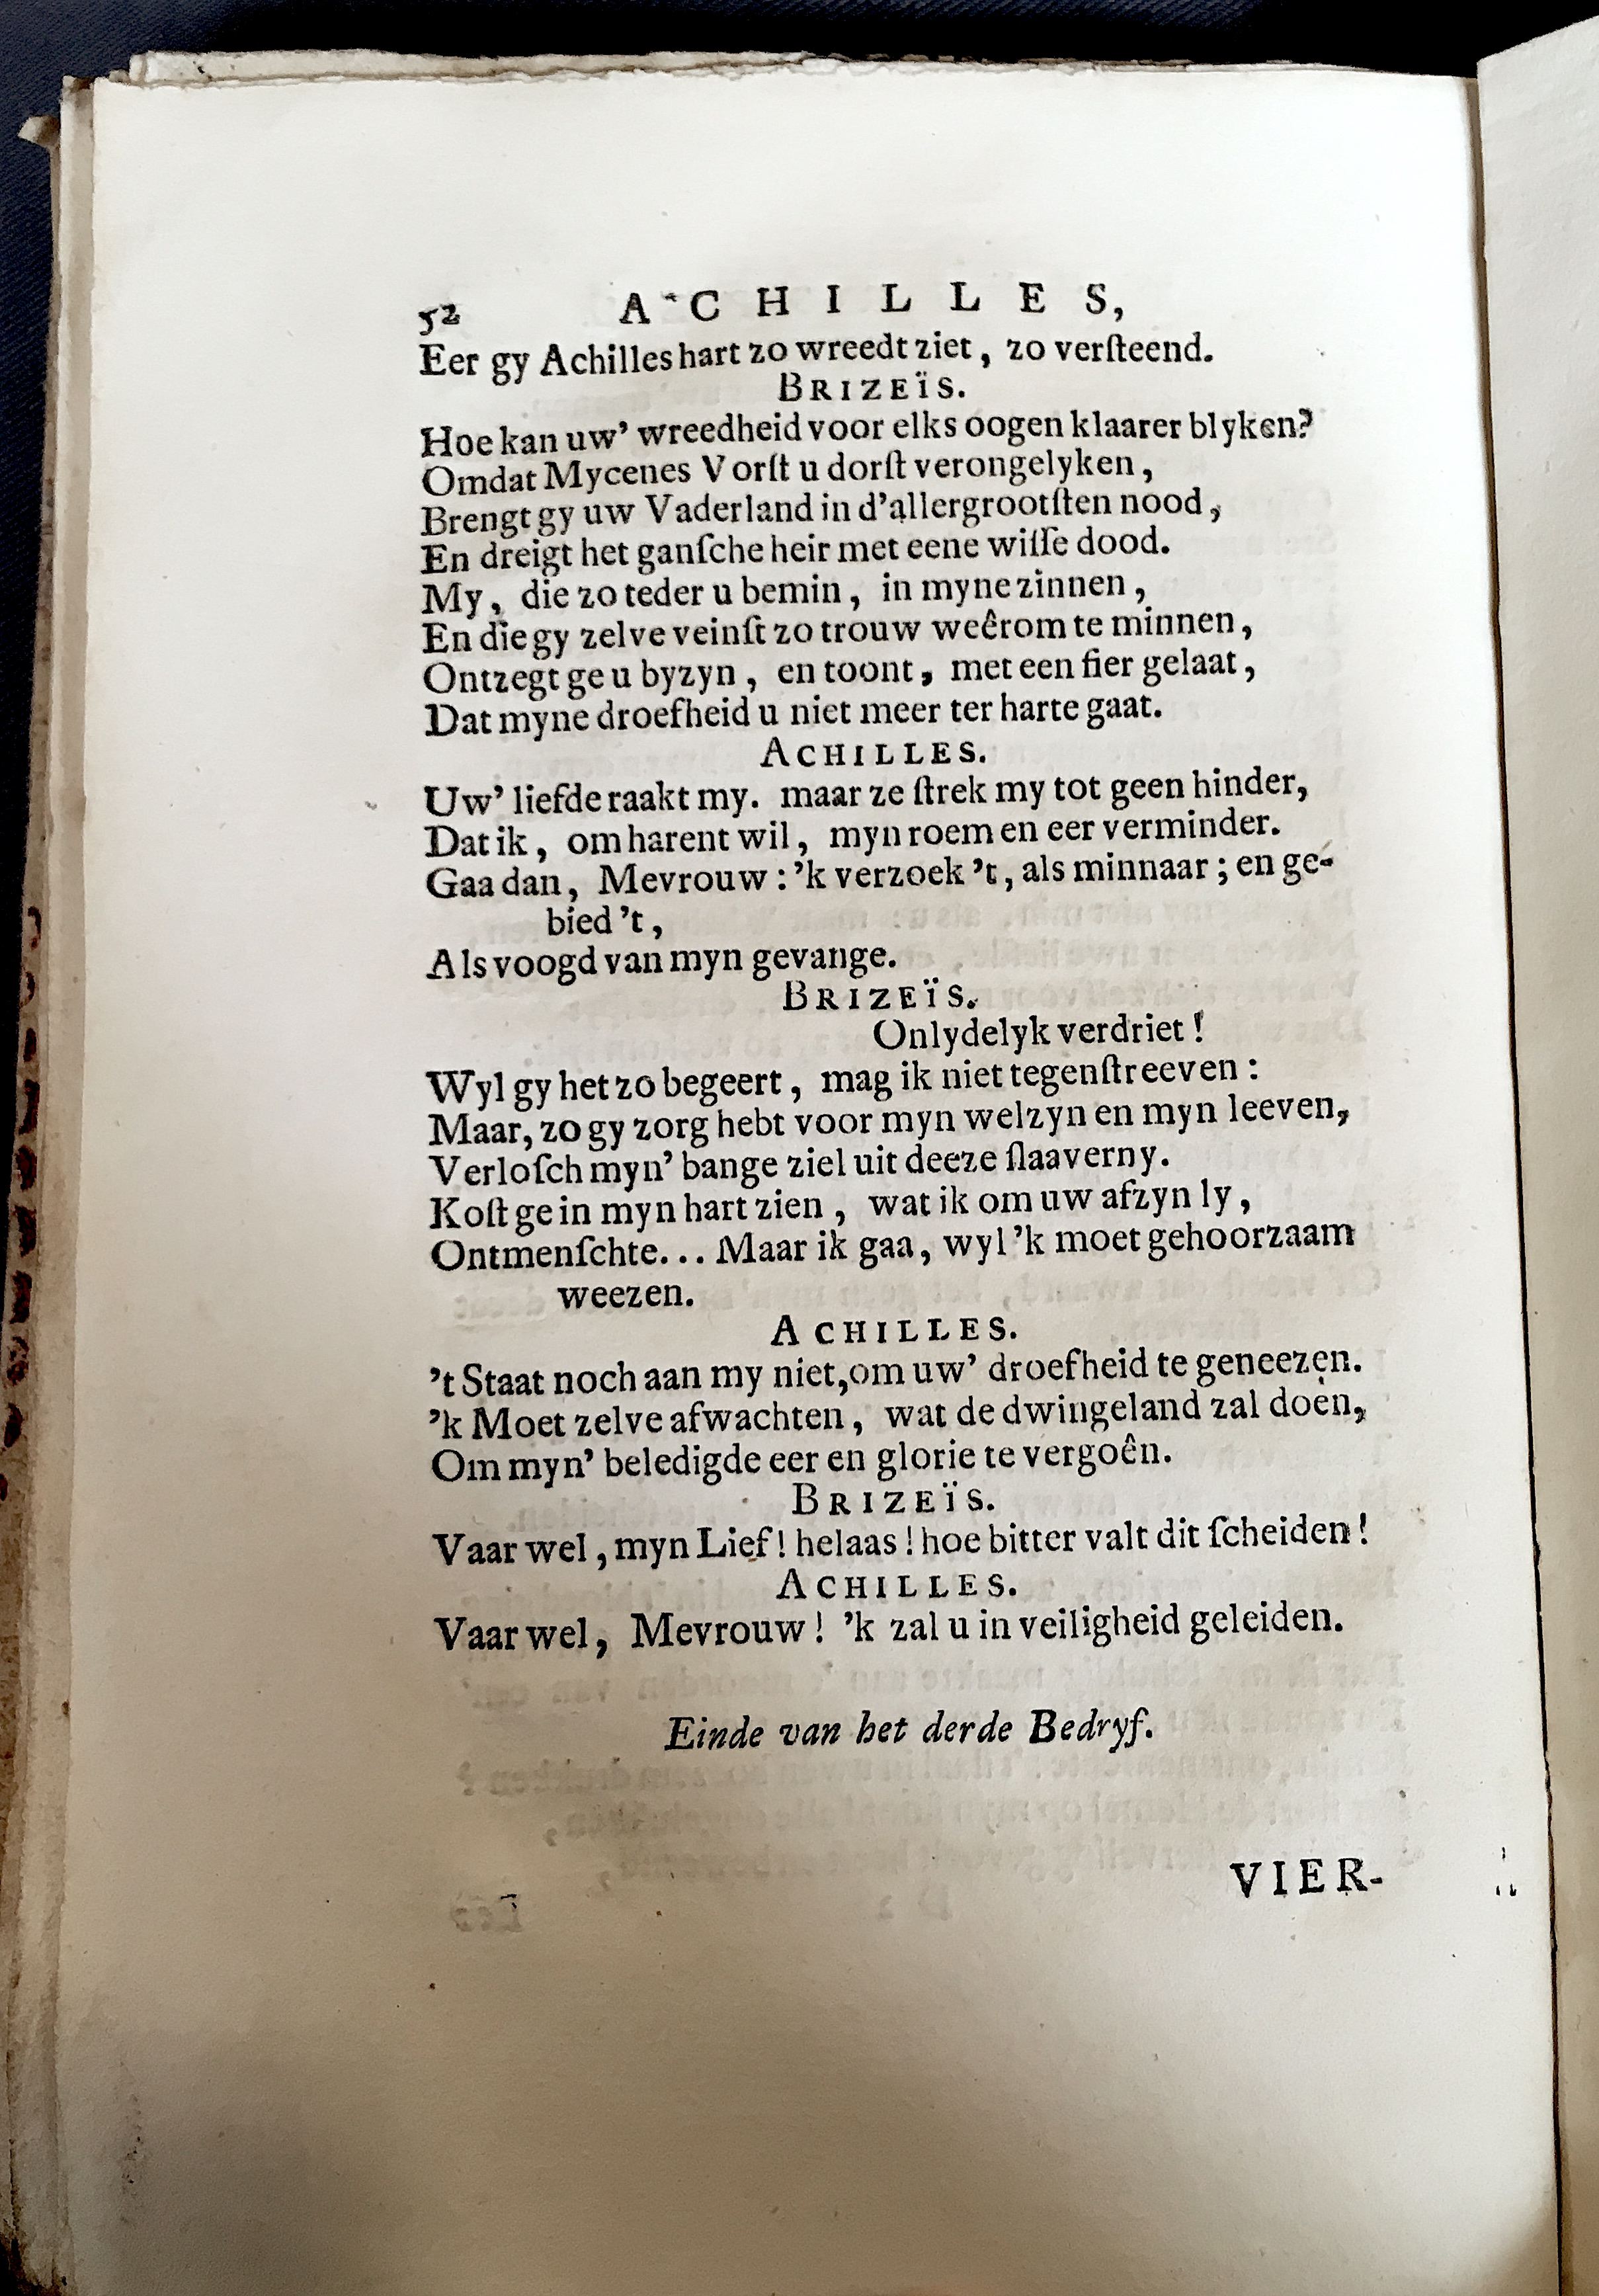 52 ACHILLES,
Eer gy Achilles hart zo wreedt ziet, zo verſteend.
BRIZEÏS.
Hoe kan uw' wreedheid voor elks oogen klaarer blyken?
Omdat Mycenes Vorſt u dorſt verongelyken,
Brengt gy uw Vaderland in d'allergrootſten nood,
En dreigt het ganſche heir met eene wiſſe dood.
My, die zo teder u bemin, in myne zinnen,
En die gy zelve veinſt zo trouw weêrom te minnen,
Ontzegt ge u byzyn, en toont, met een fier gelaat,
Dat myne droefheid u niet meer ter harte gaat.
ACHILLES.
Uw' liefde raakt my. maar ze ſtrek my tot geen hinder,
Dat ik, om harent wil, myn roem en eer verminder.
Gaa dan, Mevrouw: 'k verzoek 't, als minnaar; en ge-
bied 't,
Als voogd van myn gevange.
BRIZEÏS.
Onlydelyk verdriet!
Wyl gy het zo begeert, mag ik niet tegenſtreeven:
Maar, zo gy zorg hebt voor myn welzyn en myn leeven,
Verloſch myn' bange ziel uit deeze ſlaaverny.
Koſt ge in myn hart zien, wat ik om uw afzyn ly,
Ontmenſchte... Maar ik gaa, wyl 'k moet gehoorzaam
weezen.
ACHILLES.
't Staat noch aan my niet, om uw' droefheid te geneezen.
'k Moet zelve afwachten, wat de dwingeland zal doen,
Om myn' beledigde eer en glorie te vergoên.
BRIZEÏS.
Vaar wel, myn Lief! helaas! hoe bitter valt dit ſcheiden!
ACHILLES.
Vaar wel, Mevrouw! 'k zal u in veiligheid geleiden.
Einde van het derde Bedryf.
VIER-